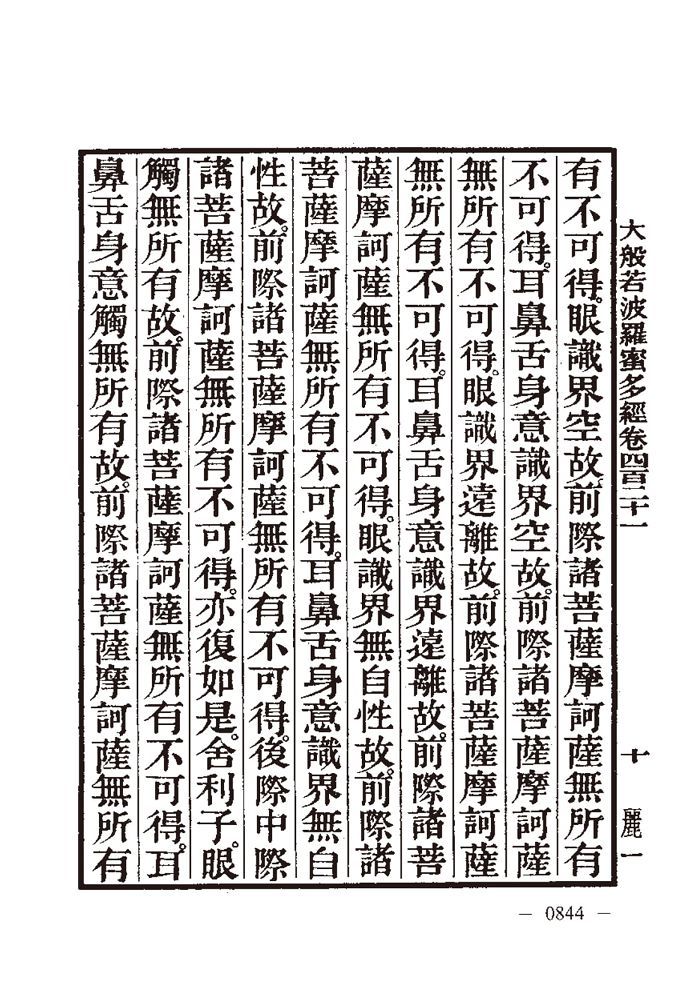 大般若波羅蜜多經卷四百二十一 十 麗一
有不可得。眼識界空故。前際諸菩薩摩訶薩無所有
不可得。耳鼻舌身意識界空故。前際諸菩薩摩訶薩
無所有不可得。眼識界遠離故。前際諸菩薩摩訶薩
無所有不可得。耳鼻舌身意識界遠離故。前際諸菩
薩摩訶薩無所有不可得。眼識界無自性故。前際諸
菩薩摩訶薩無所有不可得。耳鼻舌身意識界無自
性故。前際諸菩薩摩訶薩無所有不可得。後際中際
諸菩薩摩訶薩無所有不可得。亦復如是。舍利子。眼
觸無所有故。前際諸菩薩摩訶薩無所有不可得。耳
鼻舌身意觸無所有故。前際諸菩薩摩訶薩無所有
— 0844 —